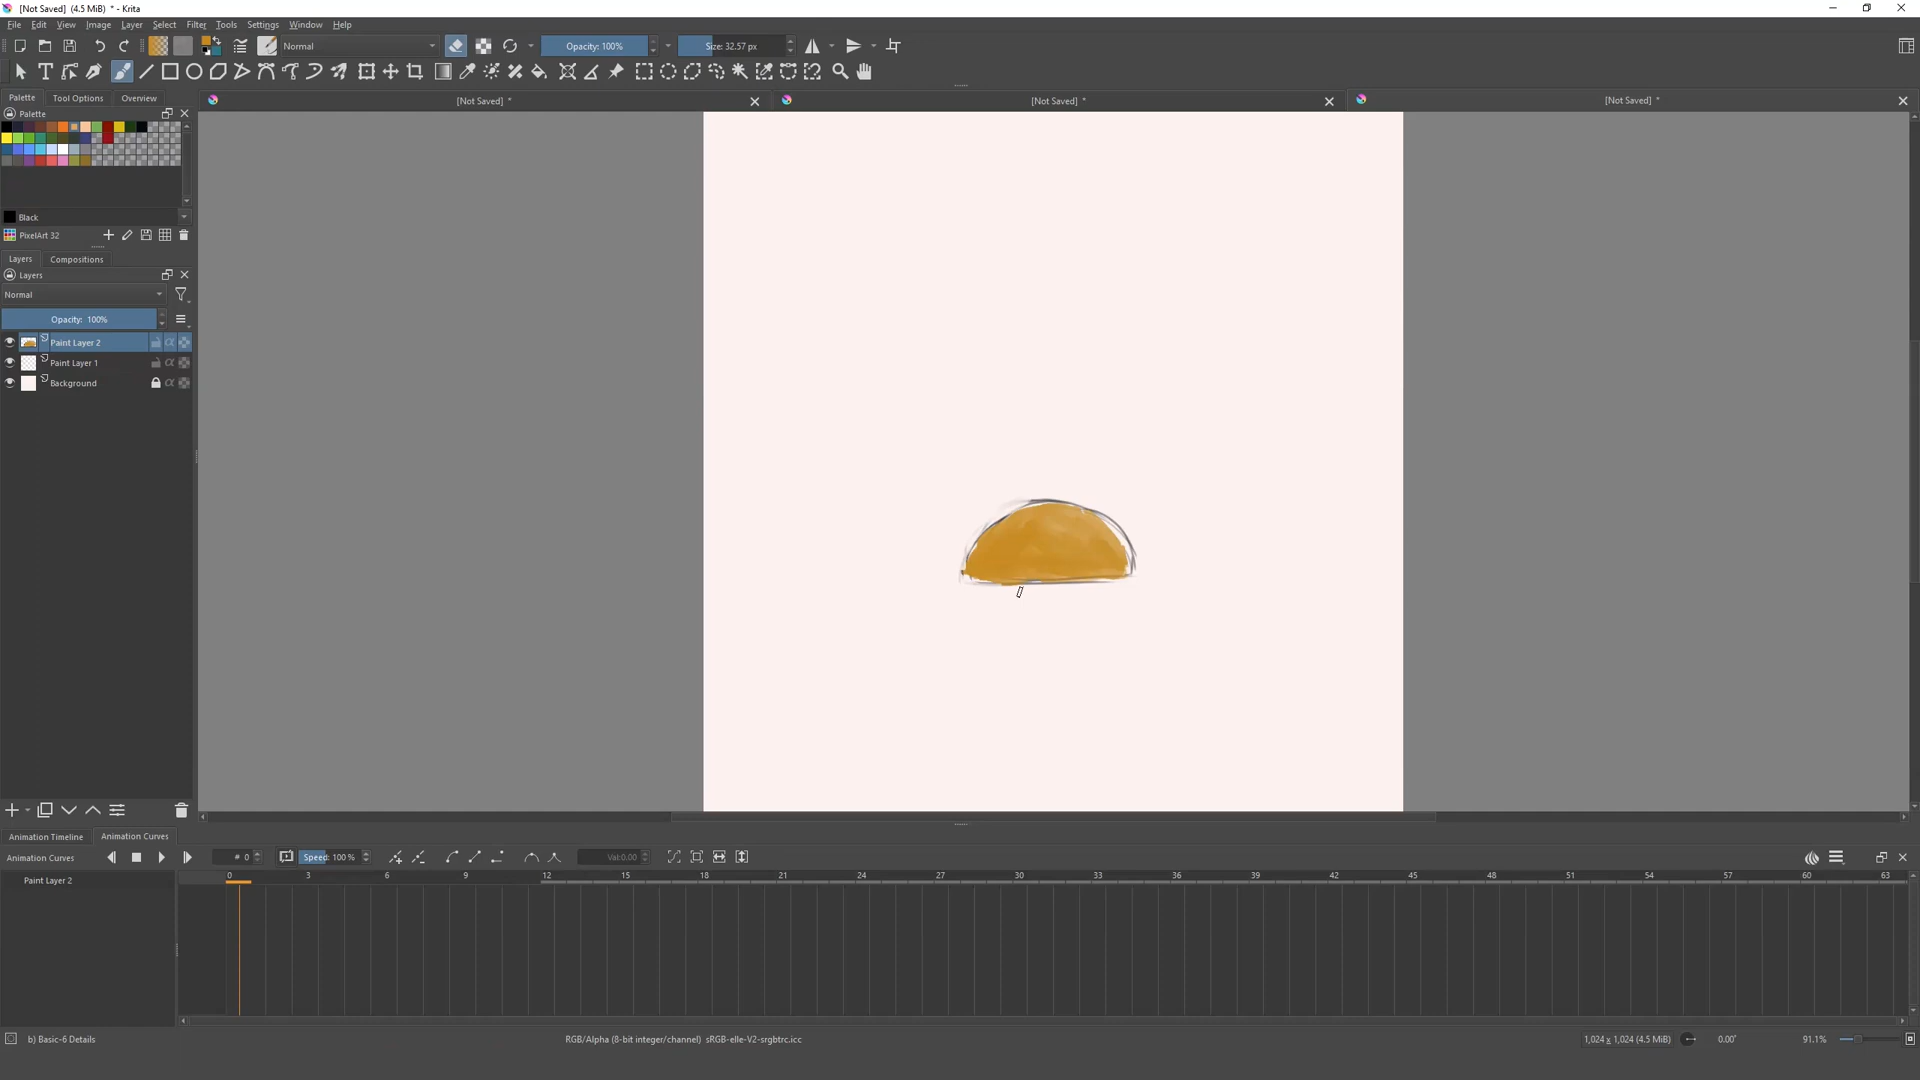 [Not Saved]  (4.5 MiB)  * - Krita
File Edit View Image Layer Select Filter Tools Settings Window Help
Normal
Opacity: 100%
Size: 32.57 px
Palette Tool Options Overview
[Not Saved] *
[Not Saved] *
[Not Saved] *
Palette
Black
PixelArt 32
Layers Compositions
Layers
Normal
Opacity: 100%
Paint Layer 2
Paint Layer 1
Background
Animation Timeline Animation Curves
Animation Curves
# 0
Speed: 100 %
Val:0.00
0 3 6 9 12 15 18 21 24 27 30 33 36 39 42 45 48 51 54 57 60 63
Paint Layer 2
b) Basic-6 Details
RGB/Alpha (8-bit integer/channel)  sRGB-elle-V2-srgbtrc.icc
1,024 x 1,024 (4.5 MiB)
0.00°
91.1%